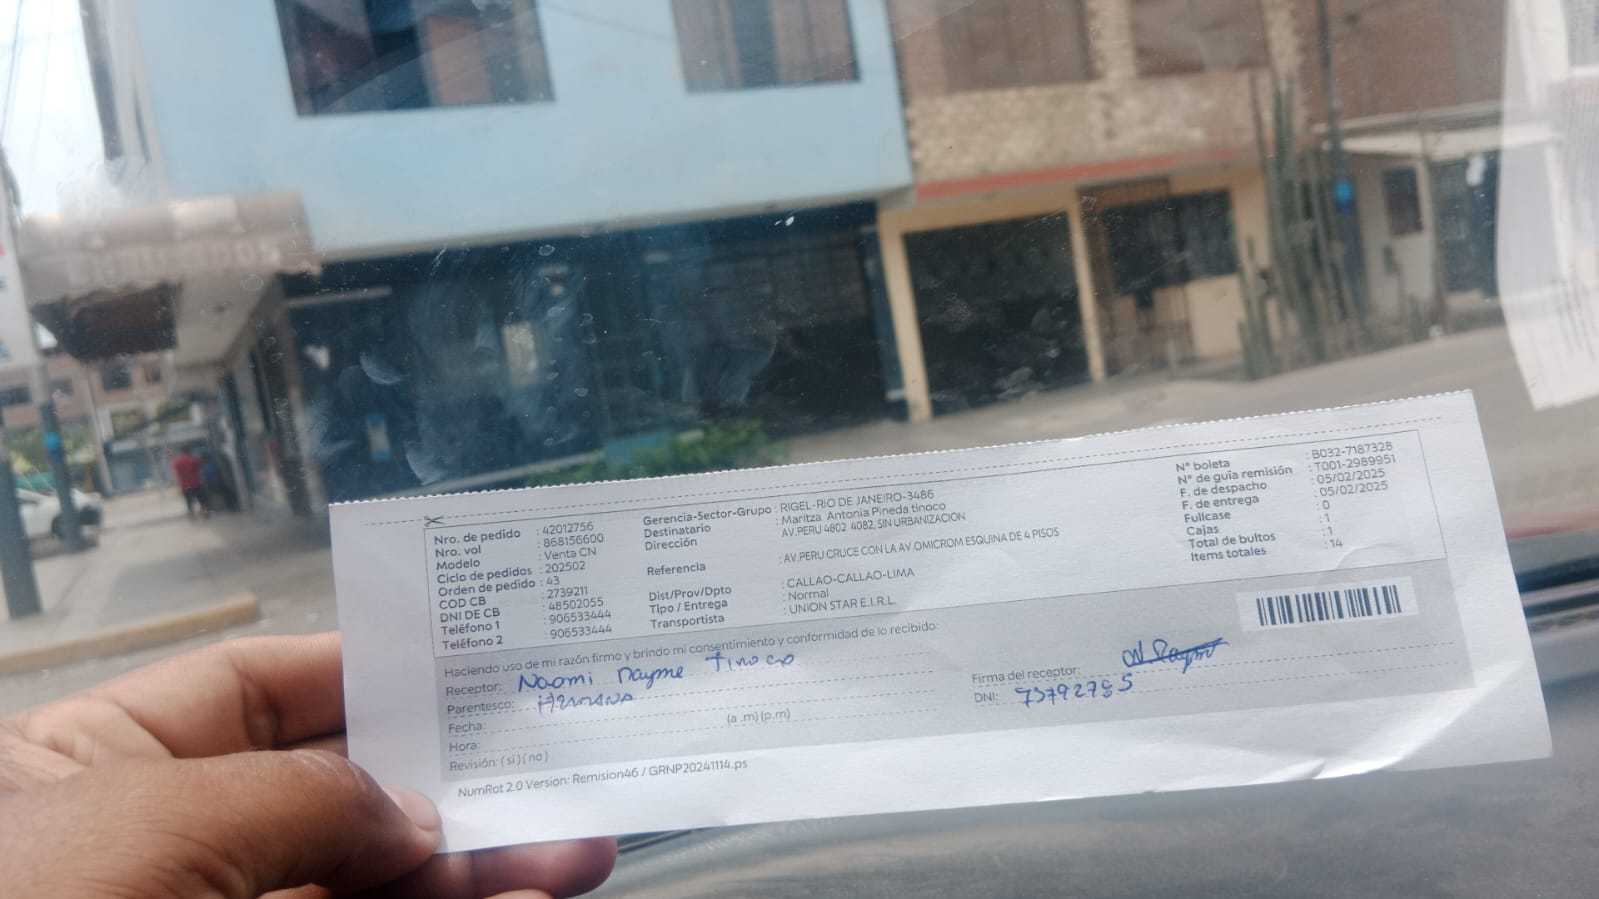 Nro. de pedido : 42012756
Nro. vol : 868156600
Modelo : Venta CN
Ciclo de pedidos : 202502
Orden de pedido : 43
COD CB : 2739211
DNI DE CB : 48502055
Teléfono 1 : 906533444
Teléfono 2 : 906533444
Gerencia-Sector-Grupo : RIGEL-RIO DE JANEIRO-3486
Destinatario : Maritza Antonia Pineda tinoco
Dirección : AV.PERU 4802 4082, SIN URBANIZACION
Referencia : AV.PERU CRUCE CON LA AV.OMICROM ESQUINA DE 4 PISOS
Dist/Prov/Dpto : CALLAO-CALLAO-LIMA
Tipo / Entrega : Normal
Transportista : UNION STAR E.I.R.L.
N° boleta : B032-7187328
N° de guía remisión : T001-2989951
F. de despacho : 05/02/2025
F. de entrega : 05/02/2025
Fullcase : 0
Cajas : 1
Total de bultos : 1
Items totales : 14
Haciendo uso de mi razón firmo y brindo mi consentimiento y conformidad de lo recibido:
Receptor: Naomi Nayme Tinoco
Parentesco: Hermana
Fecha:
Hora: (a .m) (p.m)
Revisión: ( si ) ( no )
Firma del receptor:
DNI:
NumRot 2.0 Version: Remision46 / GRNP20241114.ps